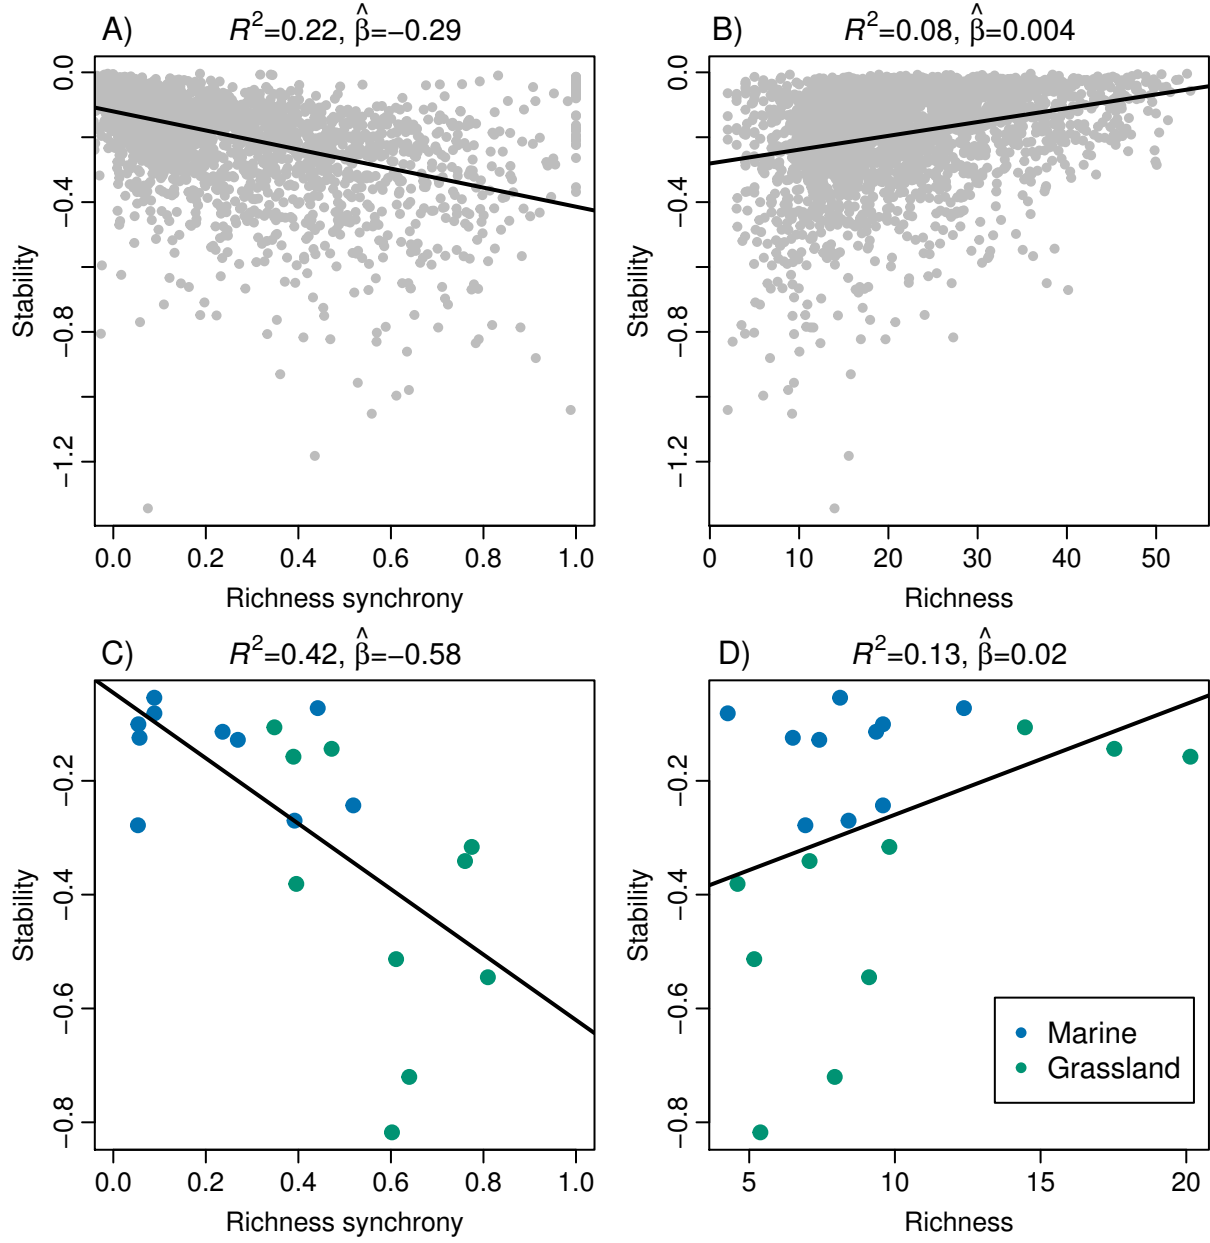 A) R²=0.22, β̂=−0.29
Stability
0.0
−0.4
−0.8
−1.2
0.0 0.2 0.4 0.6 0.8 1.0
Richness synchrony
B) R²=0.08, β̂=0.004
Stability
0.0
−0.4
−0.8
−1.2
0 10 20 30 40 50
Richness
C) R²=0.42, β̂=−0.58
Stability
−0.2
−0.4
−0.6
−0.8
0.0 0.2 0.4 0.6 0.8 1.0
Richness synchrony
D) R²=0.13, β̂=0.02
Stability
−0.2
−0.4
−0.6
−0.8
Marine
Grassland
5 10 15 20
Richness